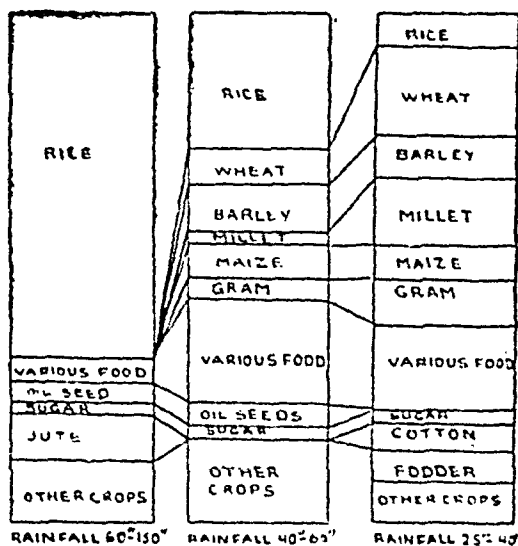 RICE
VARIOUS FOOD
OIL SEED
SUGAR
JUTE
OTHER CROPS
RAINFALL 60"-150"
RICE
WHEAT
BARLEY
MILLET
MAIZE
GRAM
VARIOUS FOOD
OIL SEEDS
SUGAR
OTHER
CROPS
RAINFALL 40"-65"
RICE
WHEAT
BARLEY
MILLET
MAIZE
GRAM
VARIOUS FOOD
SUGAR
COTTON
FODDER
OTHER CROPS
RAINFALL 25"-40"